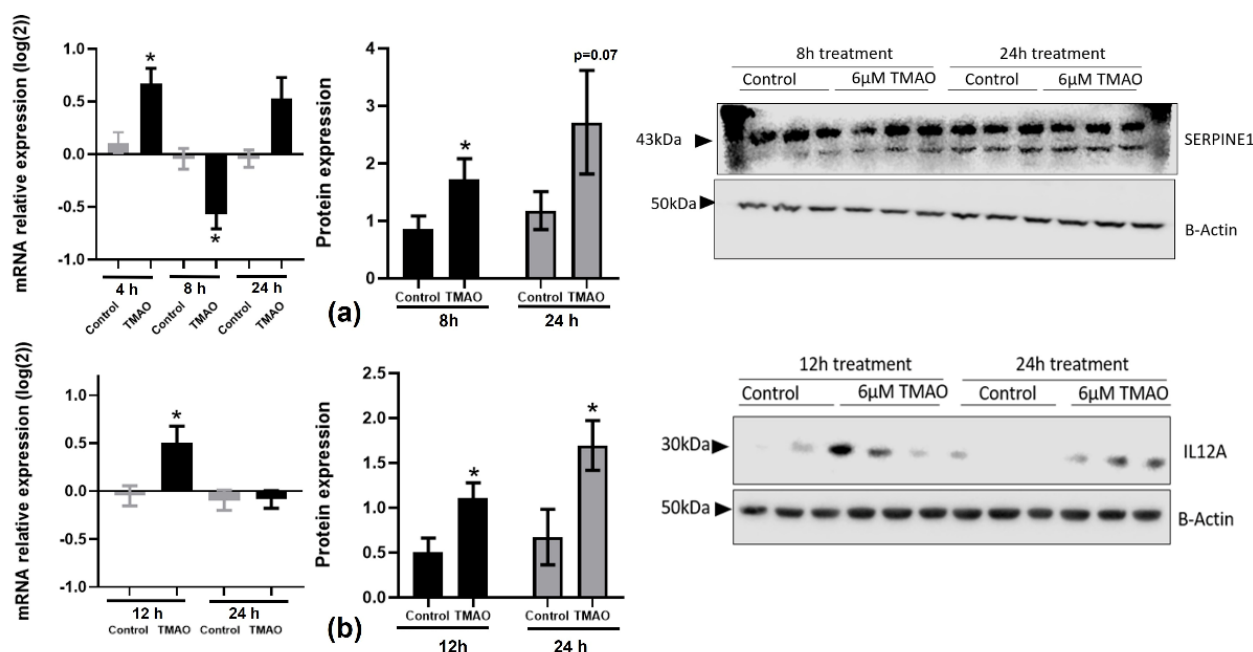 mRNA relative expression (log(2))
1.0
0.5
0.0
-0.5
-1.0
*
*
4 h
8 h
24 h
Control
TMAO
Control
TMAO
Control
TMAO
(a)
Protein expression
4
3
2
1
0
*
p=0.07
Control TMAO
Control TMAO
8h
24 h
8h treatment
24h treatment
Control
6µM TMAO
Control
6µM TMAO
43kDa
SERPINE1
50kDa
B-Actin
mRNA relative expression (log(2))
1.0
0.5
0.0
-0.5
-1.0
*
12 h
24 h
Control TMAO Control TMAO
(b)
Protein expression
2.5
2.0
1.5
1.0
0.5
0.0
*
*
Control TMAO
Control TMAO
12h
24 h
12h treatment
24h treatment
Control
6µM TMAO
Control
6µM TMAO
30kDa
IL12A
50kDa
B-Actin